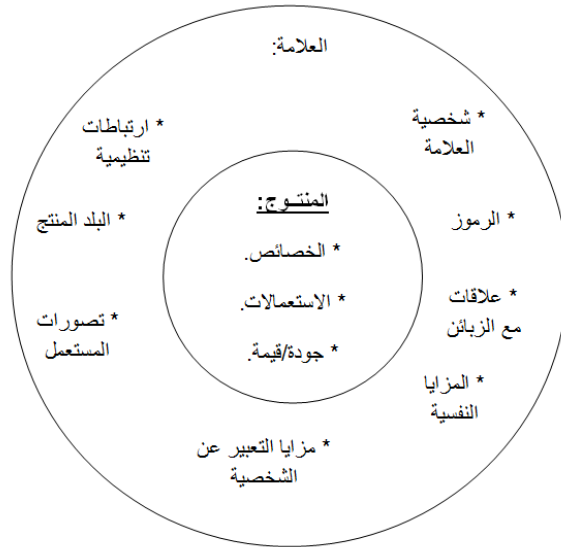 العلامة:
* شخصية
العلامة
* ارتباطات
تنظيمية
المنتــوج:
* الرموز
* البلد المنتج
* الخصائص.
* علاقات
مع الزبائن
* الاستعمالات.
* تصورات
المستعمل
* جودة/قيمة.
* المزايا
النفسية
* مزايا التعبير عن
الشخصية